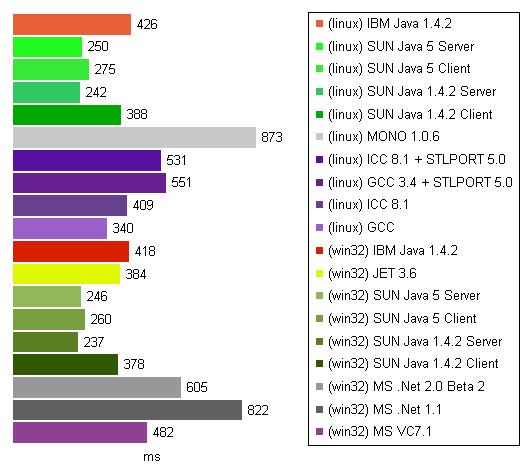 426
250
275
242
388
873
531
551
409
340
418
384
246
260
237
378
605
822
482
ms
(linux) IBM Java 1.4.2
(linux) SUN Java 5 Server
(linux) SUN Java 5 Client
(linux) SUN Java 1.4.2 Server
(linux) SUN Java 1.4.2 Client
(linux) MONO 1.0.6
(linux) ICC 8.1 + STLPORT 5.0
(linux) GCC 3.4 + STLPORT 5.0
(linux) ICC 8.1
(linux) GCC
(win32) IBM Java 1.4.2
(win32) JET 3.6
(win32) SUN Java 5 Server
(win32) SUN Java 5 Client
(win32) SUN Java 1.4.2 Server
(win32) SUN Java 1.4.2 Client
(win32) MS .Net 2.0 Beta 2
(win32) MS .Net 1.1
(win32) MS VC7.1